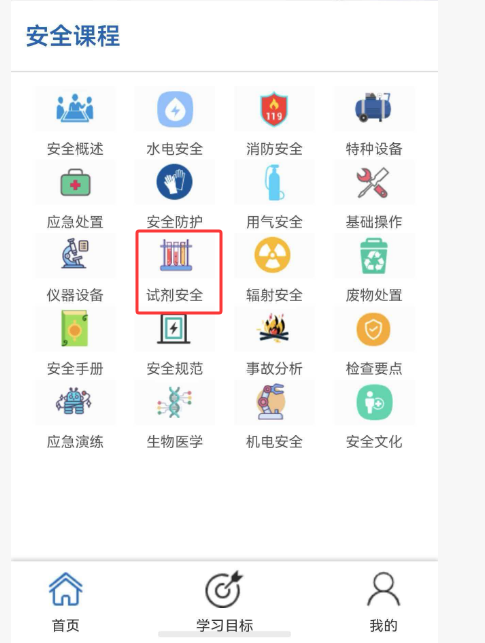 安全课程
119
安全概述 水电安全 消防安全 特种设备
应急处置 安全防护 用气安全 基础操作
仪器设备 试剂安全 辐射安全 废物处置
安全手册 安全规范 事故分析 检查要点
应急演练 生物医学 机电安全 安全文化
首页 学习目标 我的